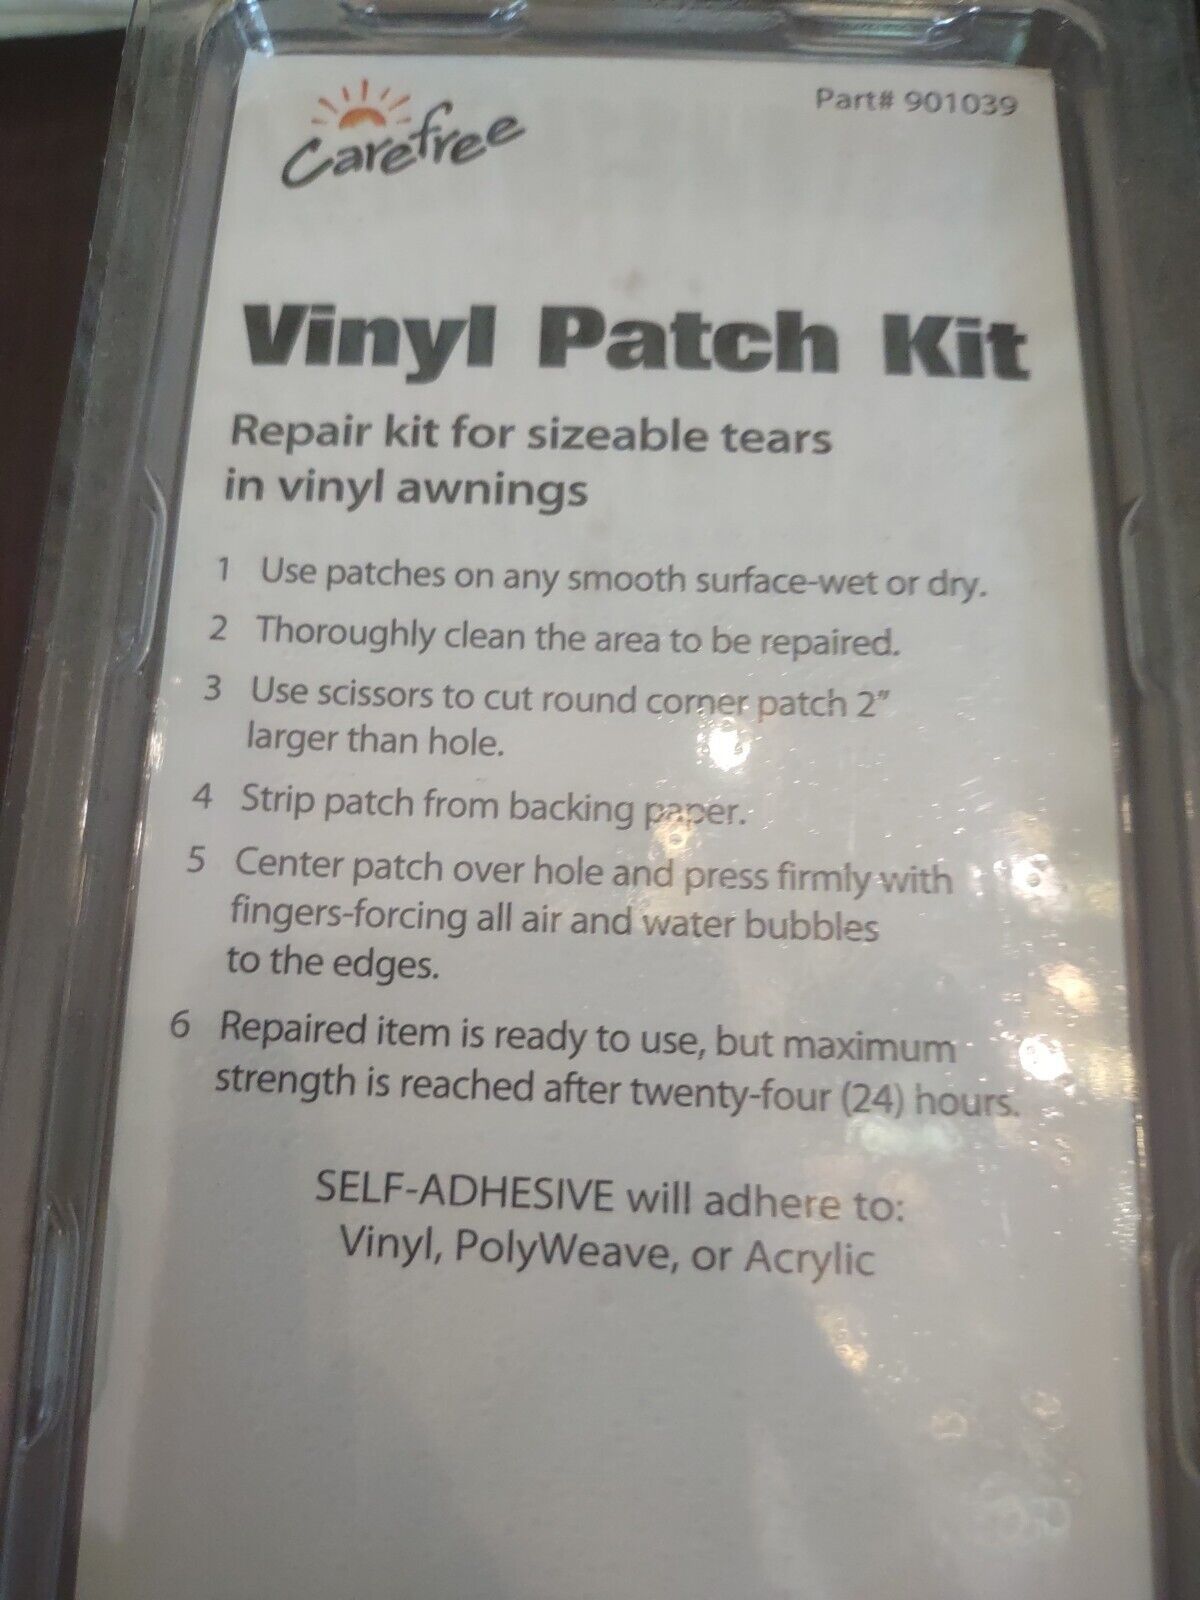 Carefree
Part# 901039
Vinyl Patch Kit
Repair kit for sizeable tears
in vinyl awnings
1 Use patches on any smooth surface-wet or dry.
2 Thoroughly clean the area to be repaired.
3 Use scissors to cut round corner patch 2"
larger than hole.
4 Strip patch from backing paper.
5 Center patch over hole and press firmly with
fingers-forcing all air and water bubbles
to the edges.
6 Repaired item is ready to use, but maximum
strength is reached after twenty-four (24) hours.
SELF-ADHESIVE will adhere to:
Vinyl, PolyWeave, or Acrylic